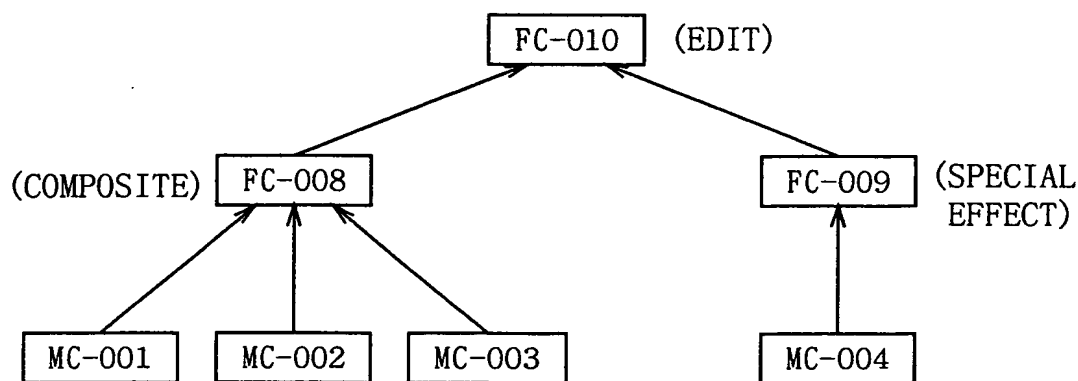 FC-010 (EDIT)
(COMPOSITE) FC-008 FC-009 (SPECIAL
EFFECT)
MC-001 MC-002 MC-003 MC-004